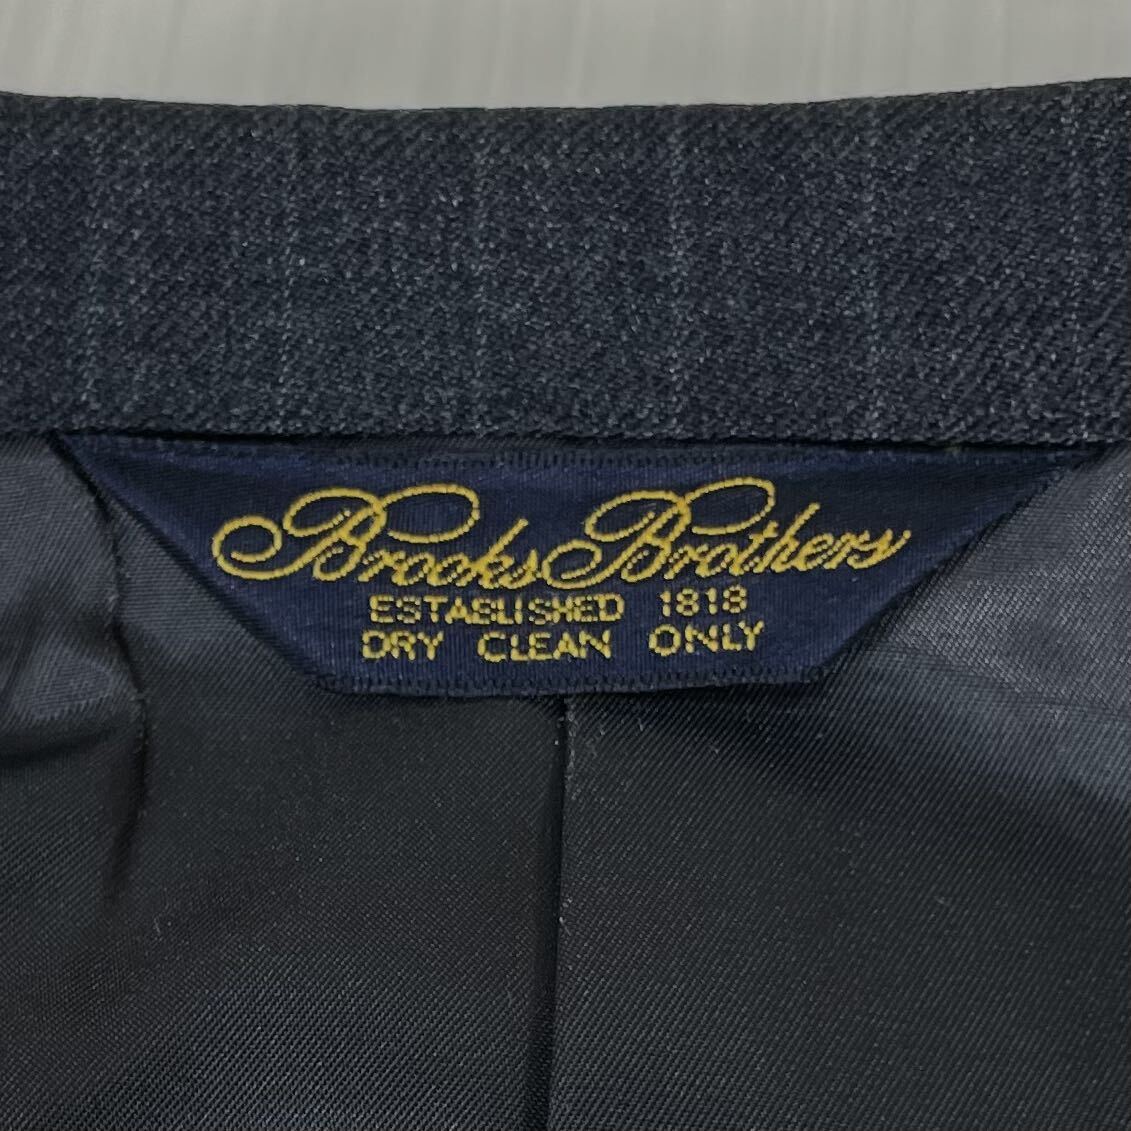 Brooks Brothers
ESTABLISHED 1818
DRY CLEAN ONLY